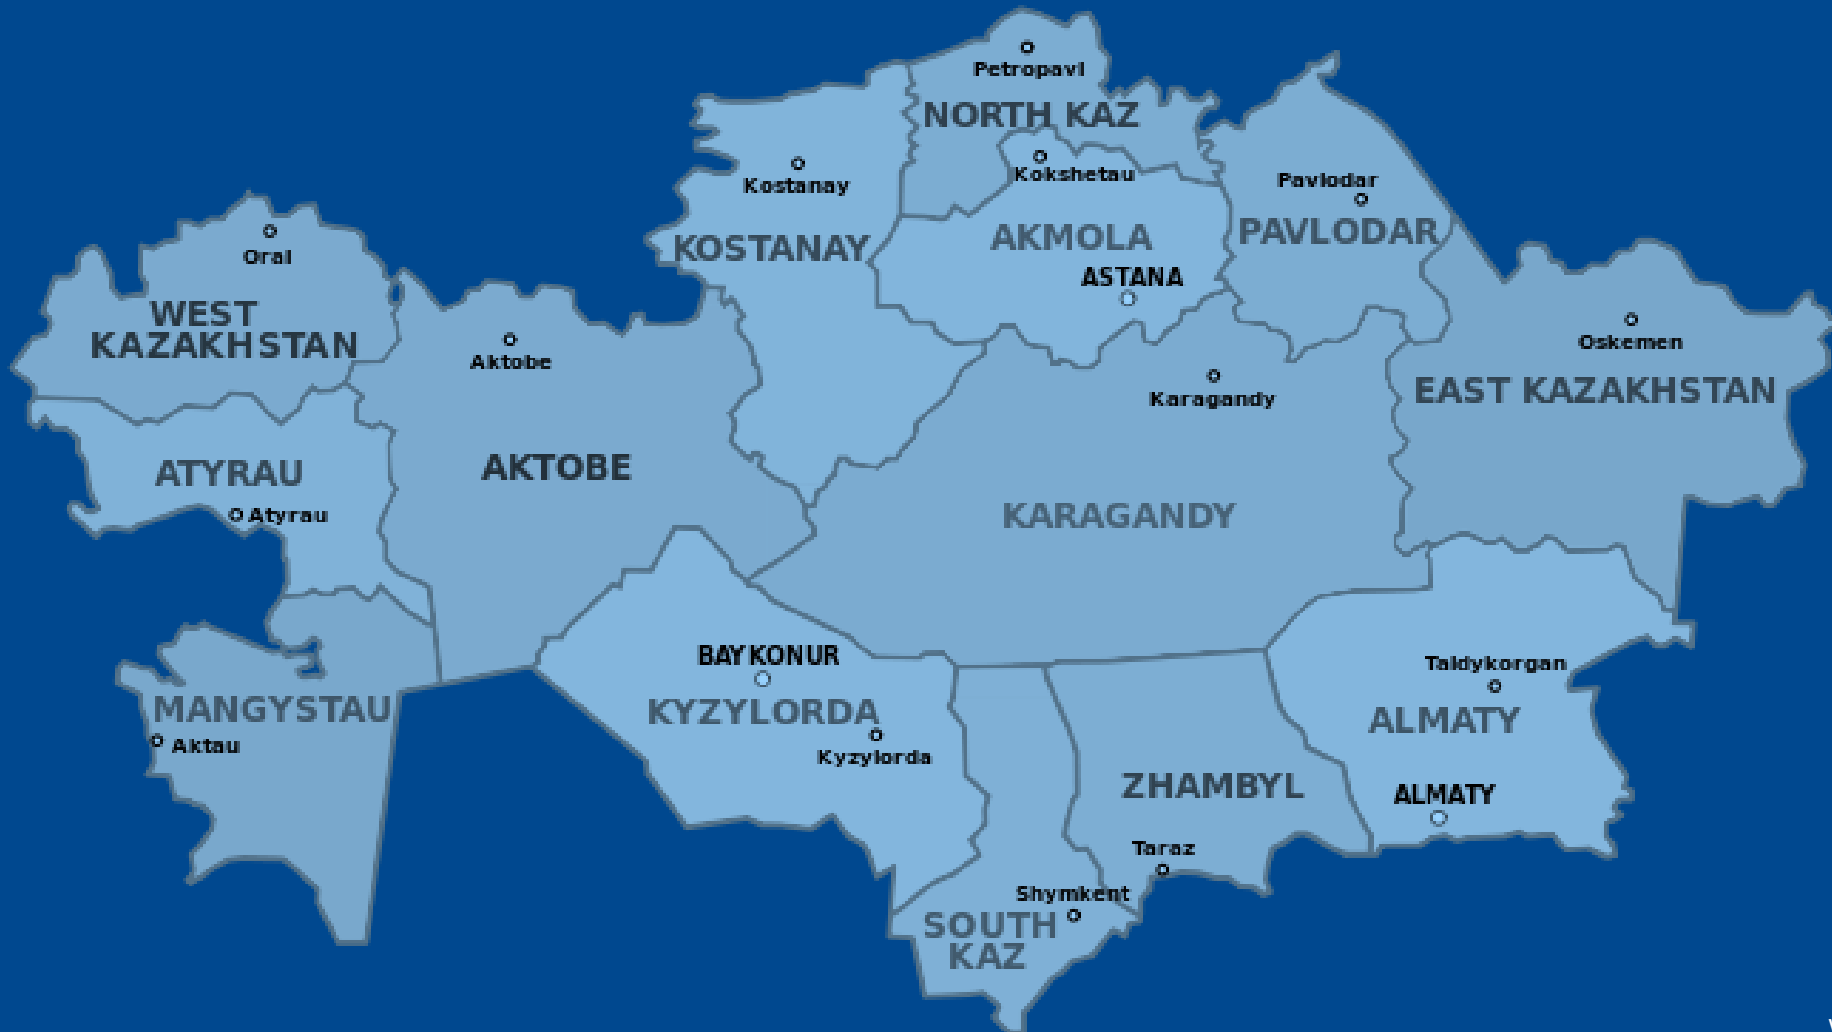 Petropavl
NORTH KAZ
Kokshetau
Kostanay
KOSTANAY
AKMOLA
ASTANA
Pavlodar
PAVLODAR
Oral
WEST
KAZAKHSTAN
Aktobe
AKTOBE
Oskemen
EAST KAZAKHSTAN
Karagandy
KARAGANDY
ATYRAU
Atyrau
MANGYSTAU
Aktau
BAYKONUR
KYZYLORDA
Kyzylorda
Taldykorgan
ALMATY
ALMATY
ZHAMBYL
Taraz
Shymkent
SOUTH
KAZ